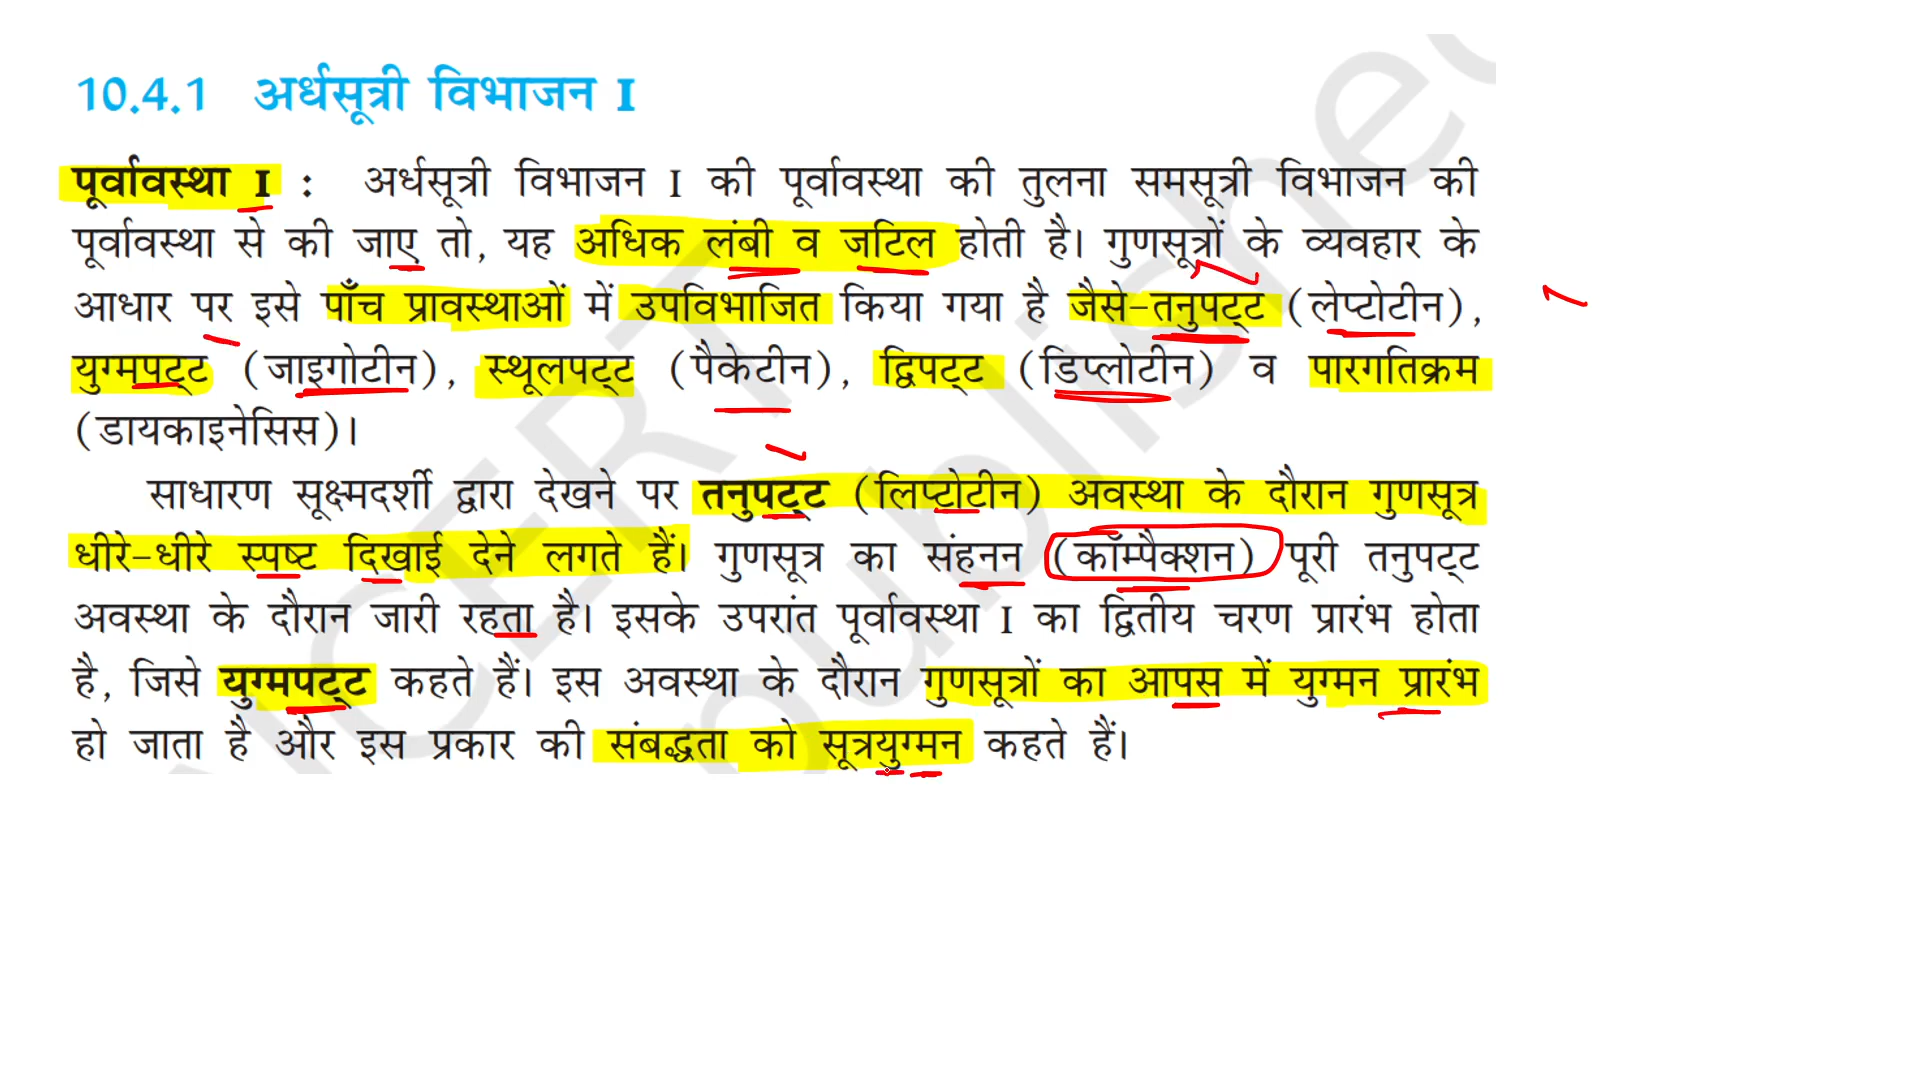 10.4.1 अर्धसूत्री विभाजन I
पूर्वावस्था I : अर्धसूत्री विभाजन I की पूर्वावस्था की तुलना समसूत्री विभाजन की
पूर्वावस्था से की जाए तो, यह अधिक लंबी व जटिल होती है। गुणसूत्रों के व्यवहार के
आधार पर इसे पाँच प्रावस्थाओं में उपविभाजित किया गया है जैसे–तनुपट्ट (लेप्टोटीन),
युग्मपट्ट (जाइगोटीन), स्थूलपट्ट (पैकेटीन), द्विपट्ट (डिप्लोटीन) व पारगतिक्रम
(डायकाइनेसिस)।
साधारण सूक्ष्मदर्शी द्वारा देखने पर तनुपट्ट (लिप्टोटीन) अवस्था के दौरान गुणसूत्र
धीरे–धीरे स्पष्ट दिखाई देने लगते हैं। गुणसूत्र का संहनन (कॉम्पैक्शन) पूरी तनुपट्ट
अवस्था के दौरान जारी रहता है। इसके उपरांत पूर्वावस्था I का द्वितीय चरण प्रारंभ होता
है, जिसे युग्मपट्ट कहते हैं। इस अवस्था के दौरान गुणसूत्रों का आपस में युग्मन प्रारंभ
हो जाता है और इस प्रकार की संबद्धता को सूत्रयुग्मन कहते हैं।